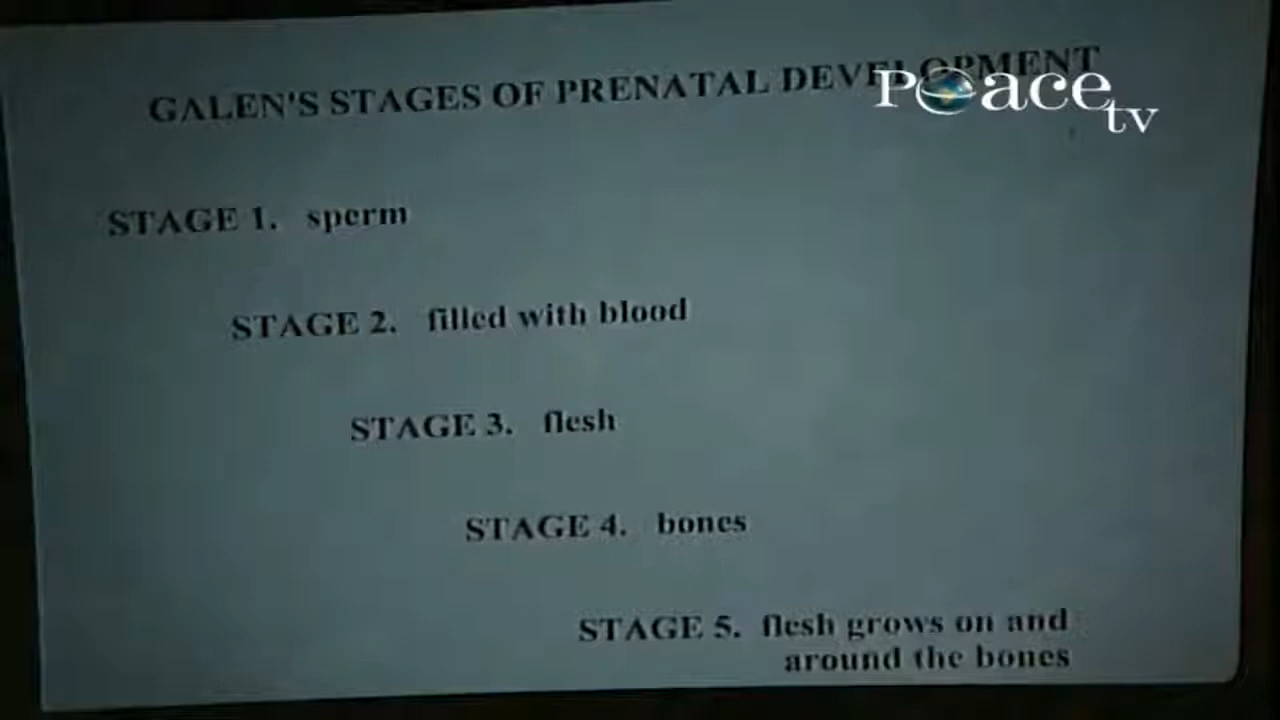 GALEN'S STAGES OF PRENATAL DEVELOPMENT
Peace tv
STAGE 1. sperm
STAGE 2. filled with blood
STAGE 3. flesh
STAGE 4. bones
STAGE 5. flesh grows on and
around the bones